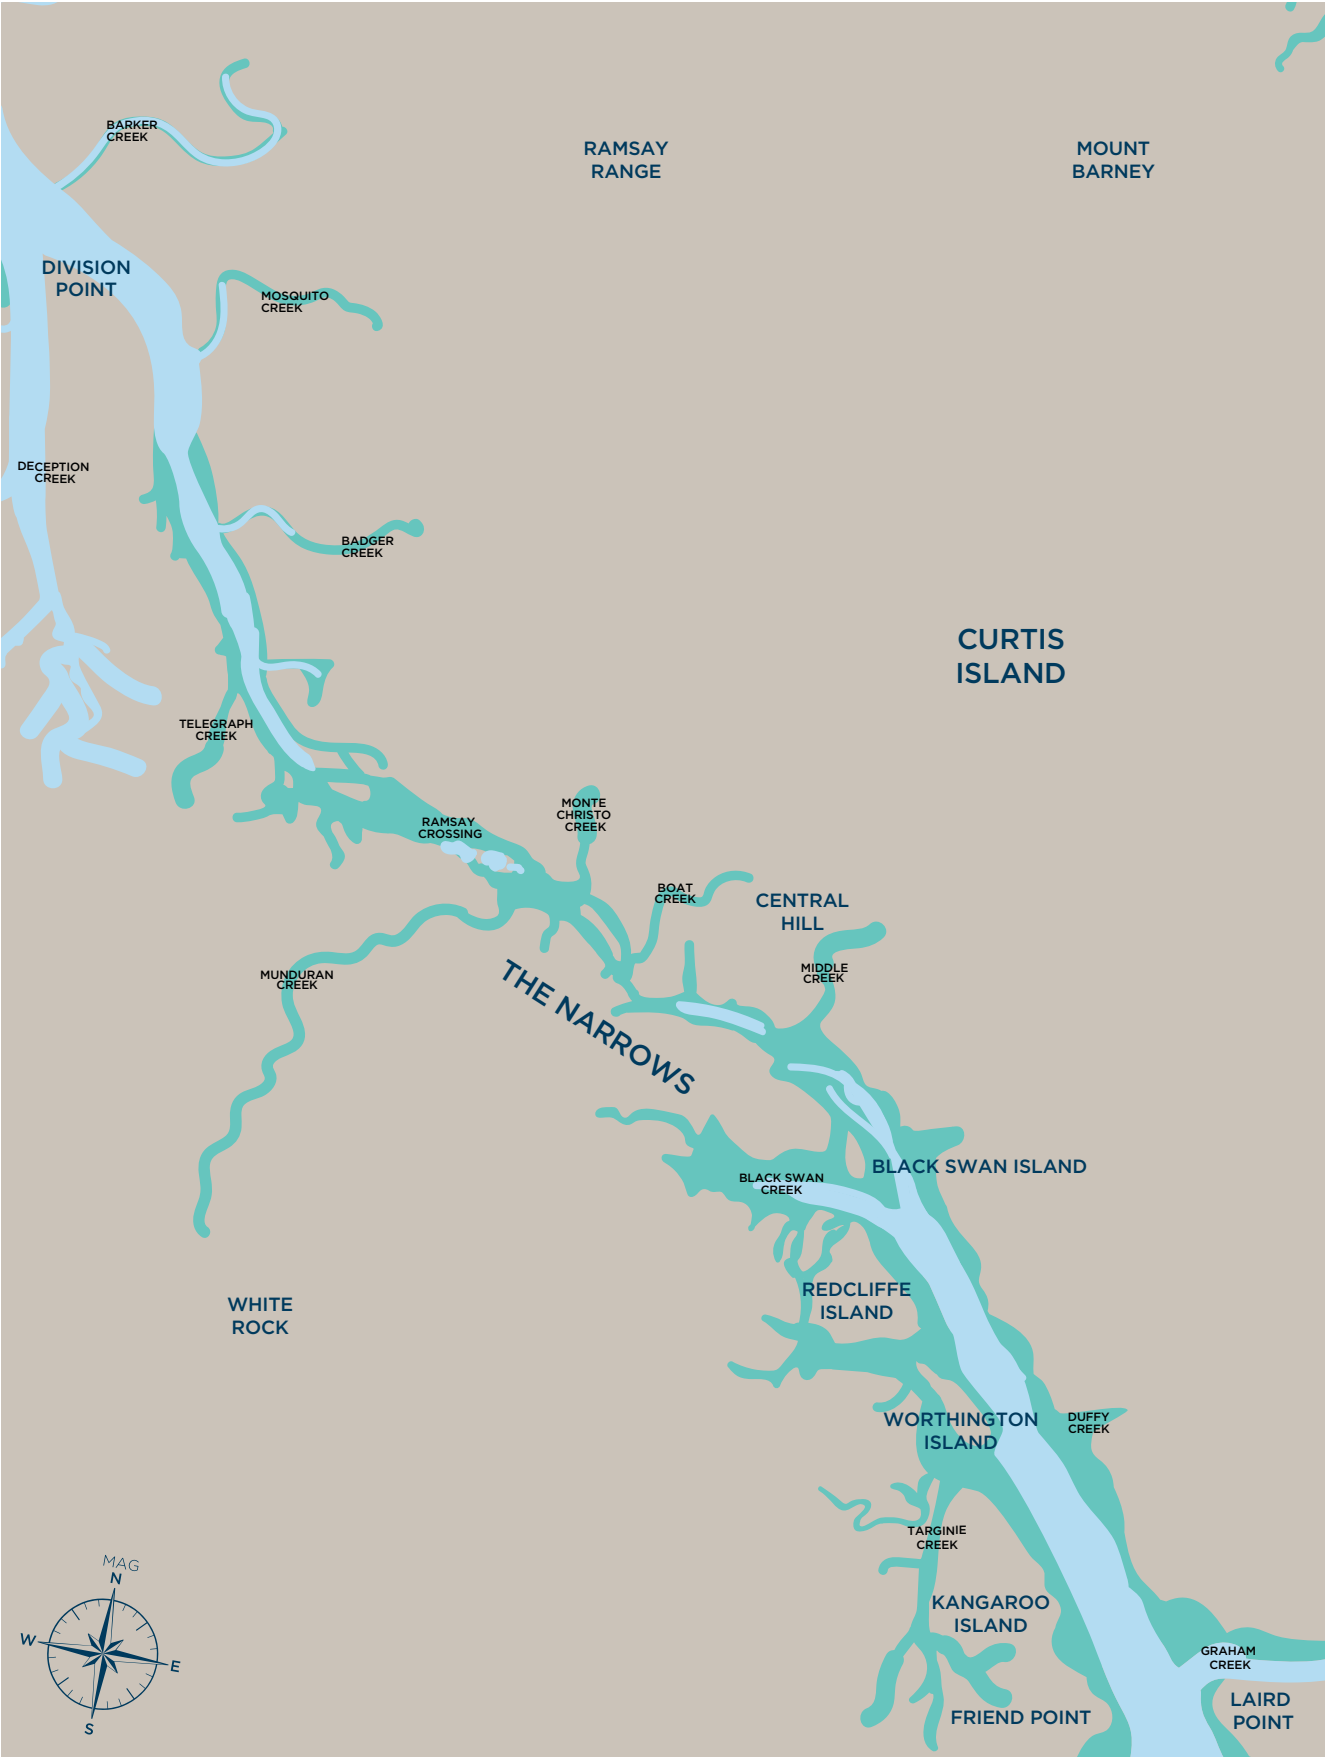 BARKER
CREEK
RAMSAY
RANGE
MOUNT
BARNEY
DIVISION
POINT
MOSQUITO
CREEK
DECEPTION
CREEK
BADGER
CREEK
CURTIS
ISLAND
TELEGRAPH
CREEK
RAMSAY
CROSSING
MONTE
CHRISTO
CREEK
BOAT
CREEK
CENTRAL
HILL
MUNDURAN
CREEK
MIDDLE
CREEK
THE NARROWS
BLACK SWAN ISLAND
BLACK SWAN
CREEK
REDCLIFFE
ISLAND
WHITE
ROCK
WORTHINGTON
ISLAND
DUFFY
CREEK
TARGINIE
CREEK
KANGAROO
ISLAND
GRAHAM
CREEK
LAIRD
POINT
FRIEND POINT
MAG
N
W
E
S